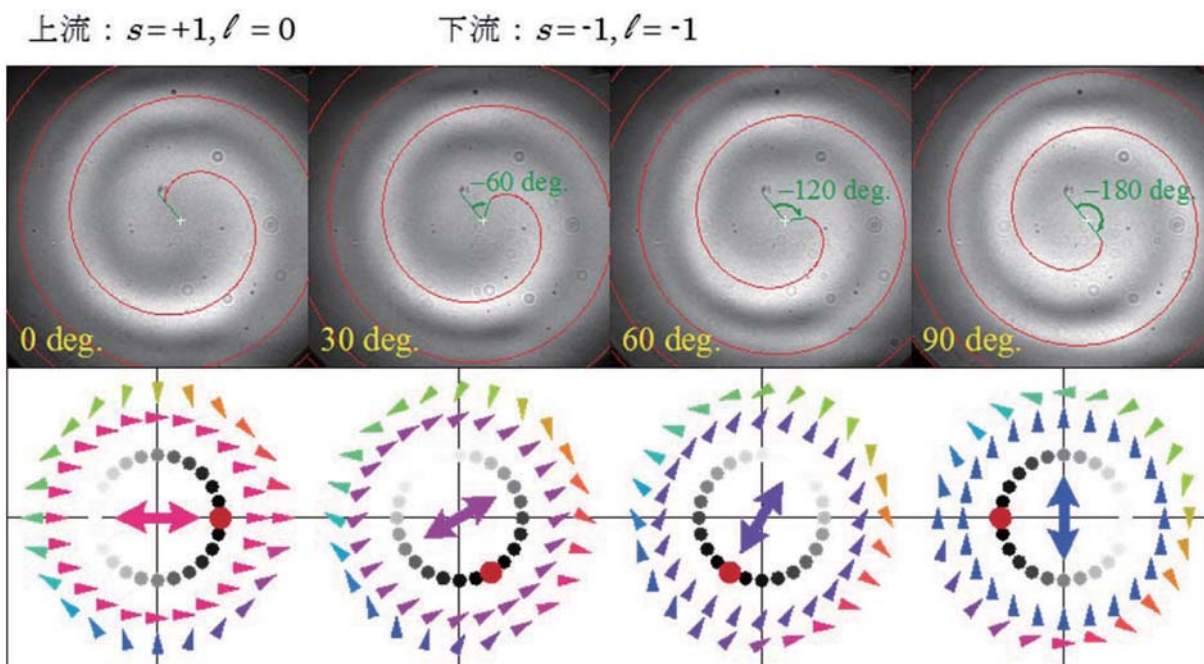 上流：s=+1, ℓ = 0
下流：s=-1, ℓ=-1
−60 deg.
−120 deg.
−180 deg.
0 deg.
30 deg.
60 deg.
90 deg.